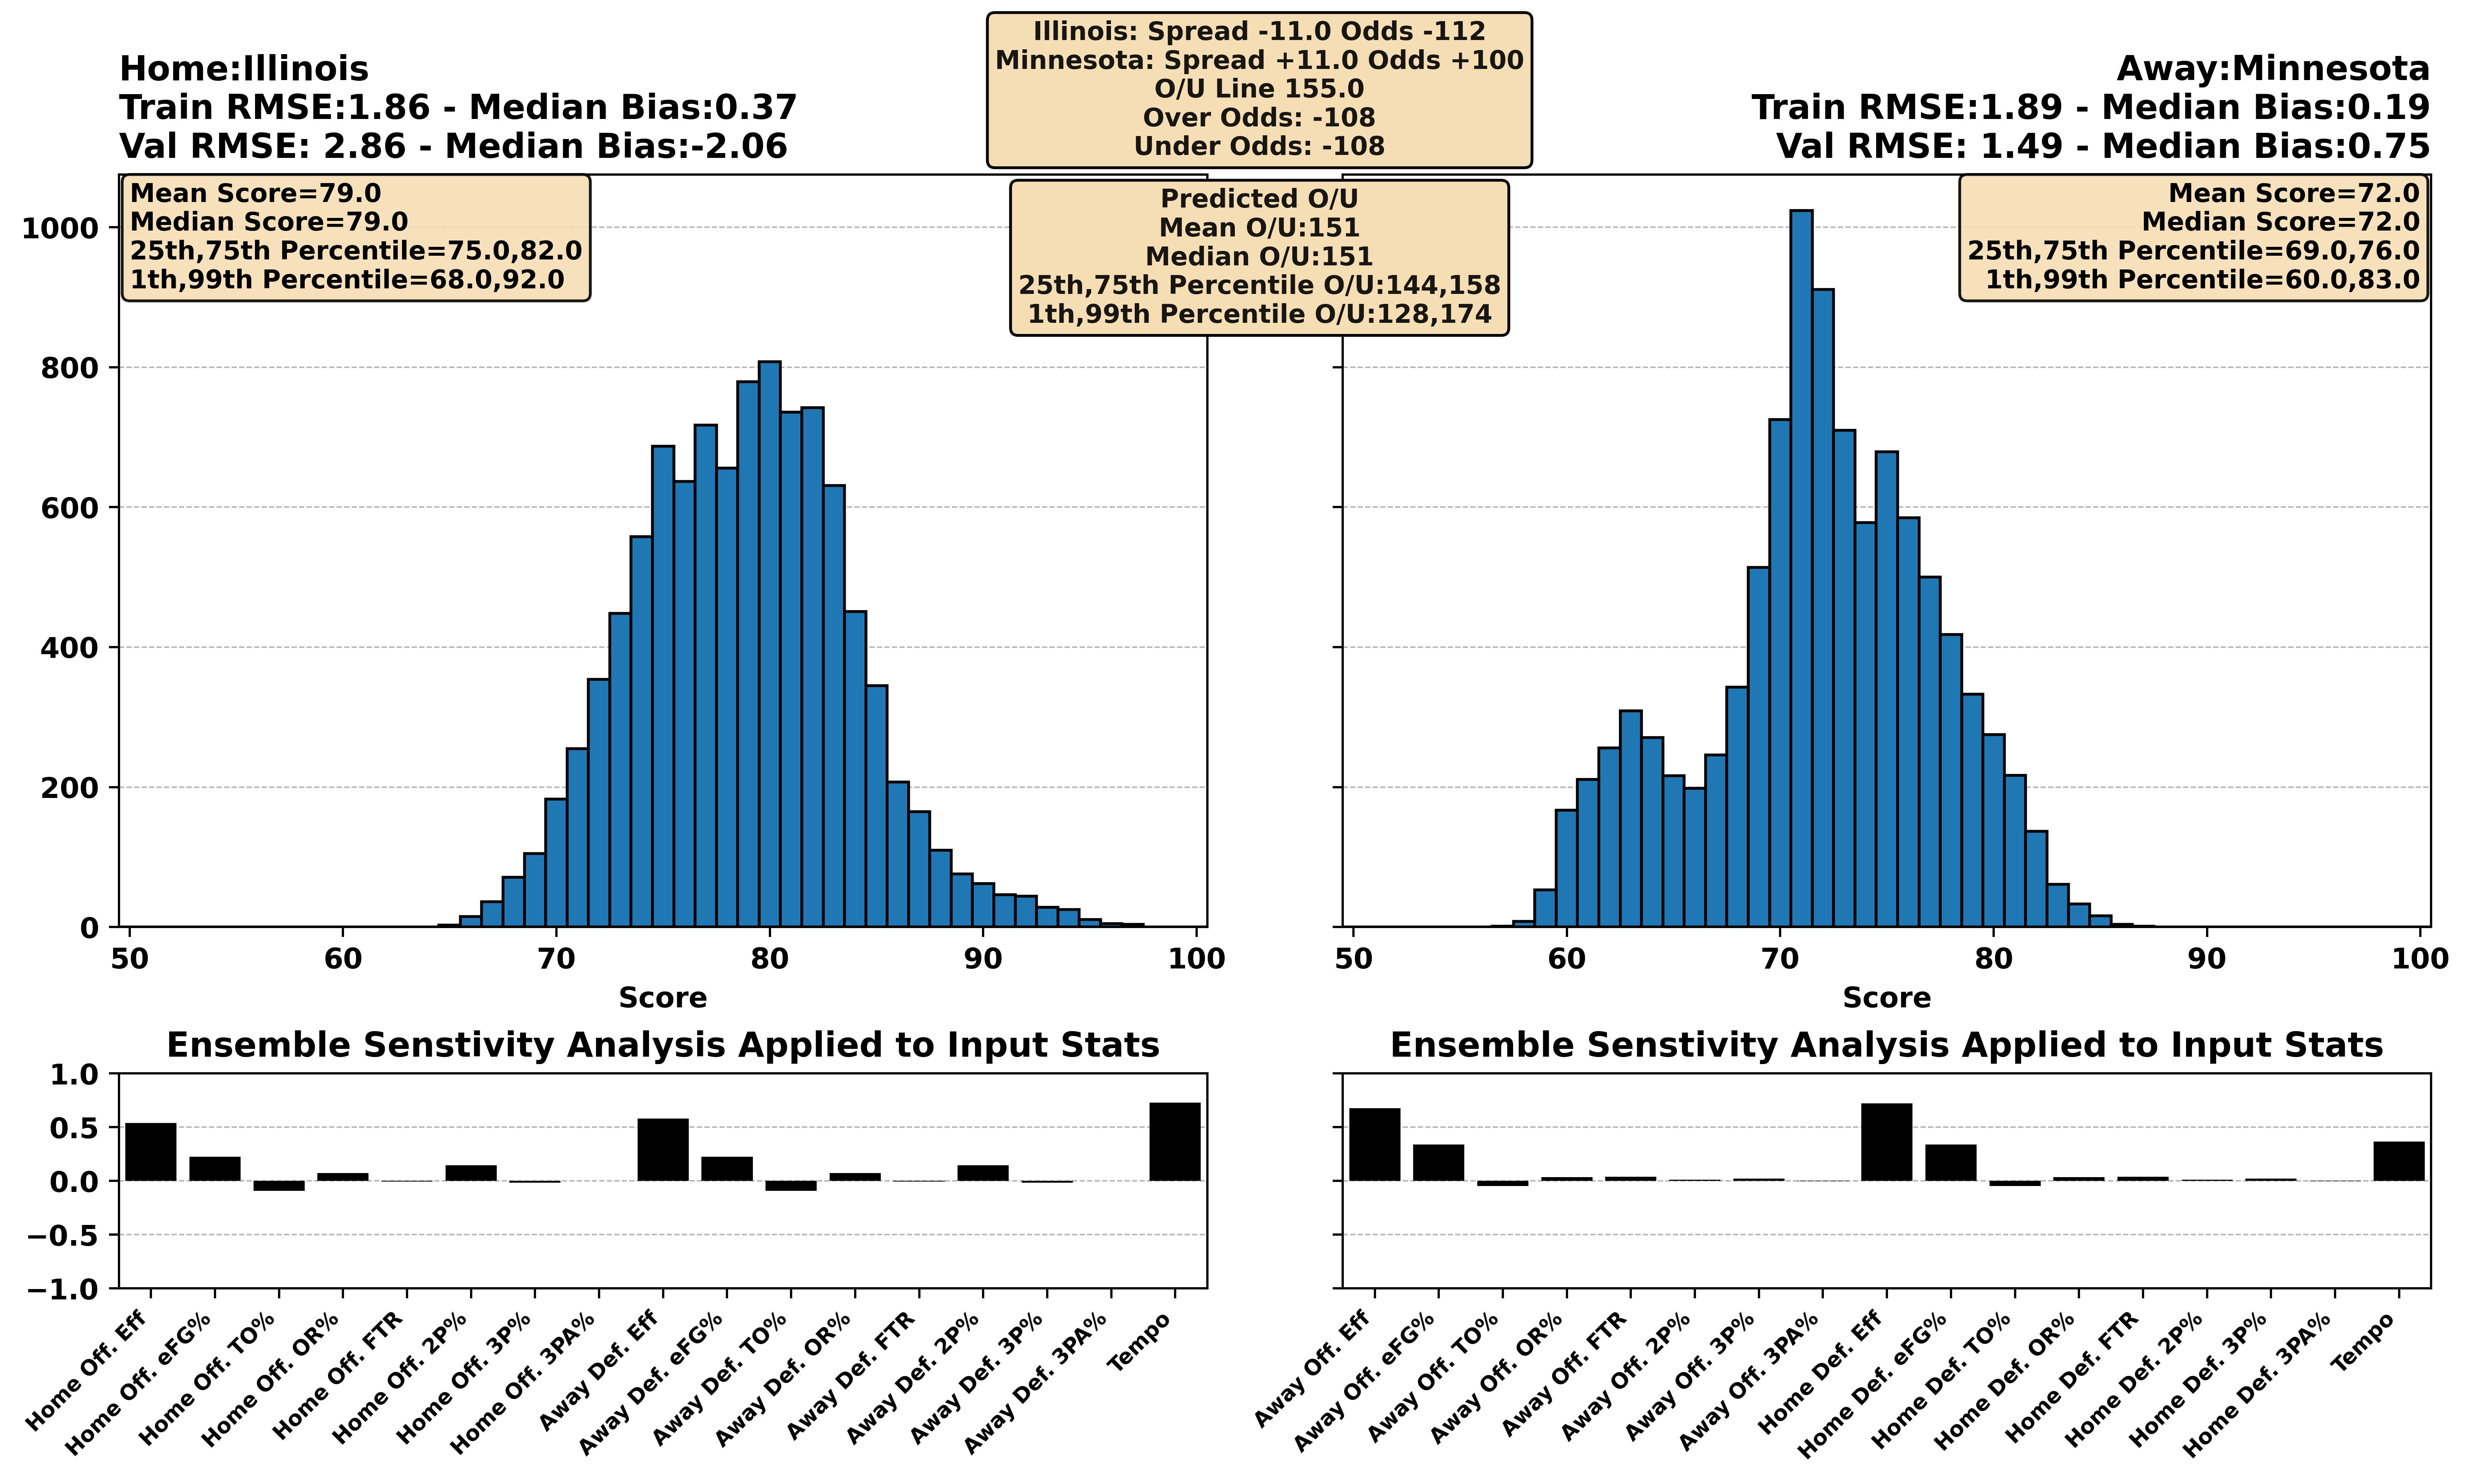 Illinois: Spread -11.0 Odds -112
Minnesota: Spread +11.0 Odds +100
O/U Line 155.0
Over Odds: -108
Under Odds: -108
Home:Illinois
Train RMSE:1.86 - Median Bias:0.37
Val RMSE: 2.86 - Median Bias:-2.06
Away:Minnesota
Train RMSE:1.89 - Median Bias:0.19
Val RMSE: 1.49 - Median Bias:0.75
Mean Score=79.0
Median Score=79.0
25th,75th Percentile=75.0,82.0
1th,99th Percentile=68.0,92.0
Predicted O/U
Mean O/U:151
Median O/U:151
25th,75th Percentile O/U:144,158
1th,99th Percentile O/U:128,174
Mean Score=72.0
Median Score=72.0
25th,75th Percentile=69.0,76.0
1th,99th Percentile=60.0,83.0
1000
800
600
400
200
0
50 60 70 80 90 100
Score
50 60 70 80 90 100
Score
Ensemble Senstivity Analysis Applied to Input Stats
1.0
0.5
0.0
−0.5
−1.0
Home Off. Eff
Home Off. eFG%
Home Off. TO%
Home Off. OR%
Home Off. FTR
Home Off. 2P%
Home Off. 3P%
Home Off. 3PA%
Away Def. Eff
Away Def. eFG%
Away Def. TO%
Away Def. OR%
Away Def. FTR
Away Def. 2P%
Away Def. 3P%
Away Def. 3PA%
Tempo
Ensemble Senstivity Analysis Applied to Input Stats
Away Off. Eff
Away Off. eFG%
Away Off. TO%
Away Off. OR%
Away Off. FTR
Away Off. 2P%
Away Off. 3P%
Away Off. 3PA%
Home Def. Eff
Home Def. eFG%
Home Def. TO%
Home Def. OR%
Home Def. FTR
Home Def. 2P%
Home Def. 3P%
Home Def. 3PA%
Tempo